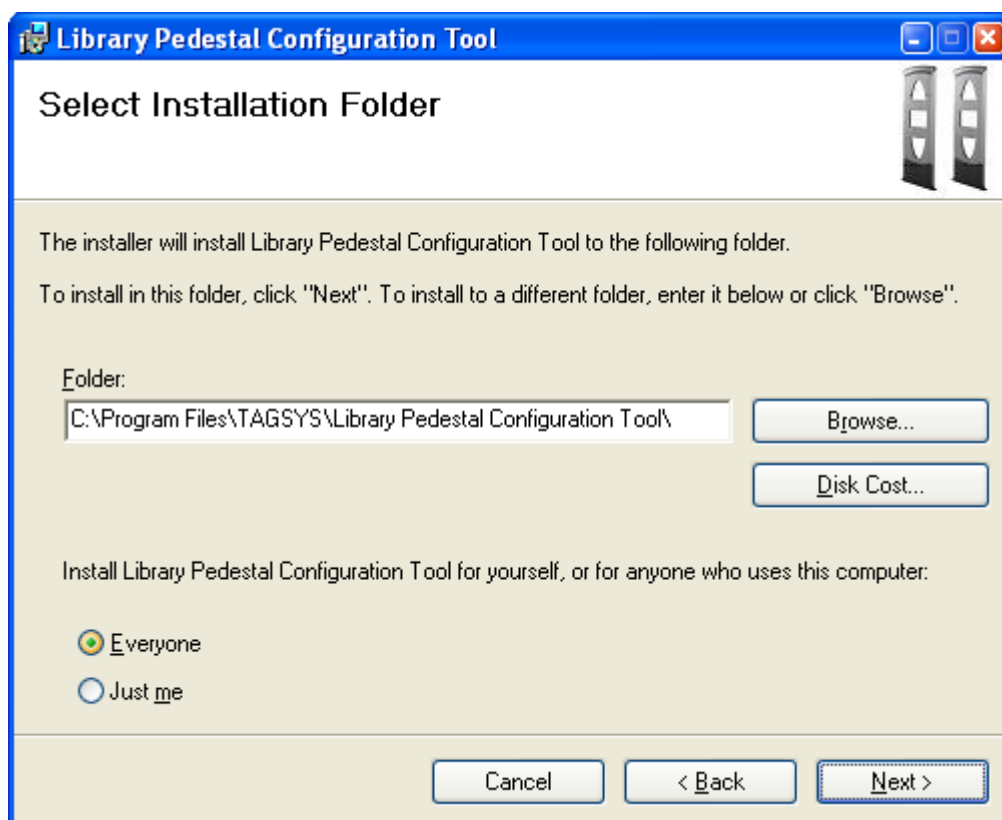 Library Pedestal Configuration Tool
Select Installation Folder
The installer will install Library Pedestal Configuration Tool to the following folder.
To install in this folder, click "Next". To install to a different folder, enter it below or click "Browse".
Folder:
C:\Program Files\TAGSYS\Library Pedestal Configuration Tool\
Browse...
Disk Cost...
Install Library Pedestal Configuration Tool for yourself, or for anyone who uses this computer:
Everyone
Just me
Cancel
< Back
Next >